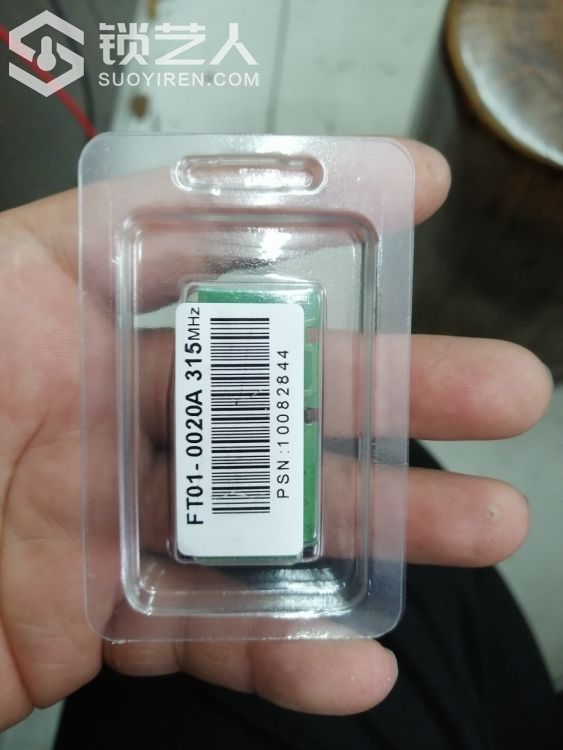 锁艺人
SUOYIREN.COM
FT01-0020A 315MHz
PSN:10082844